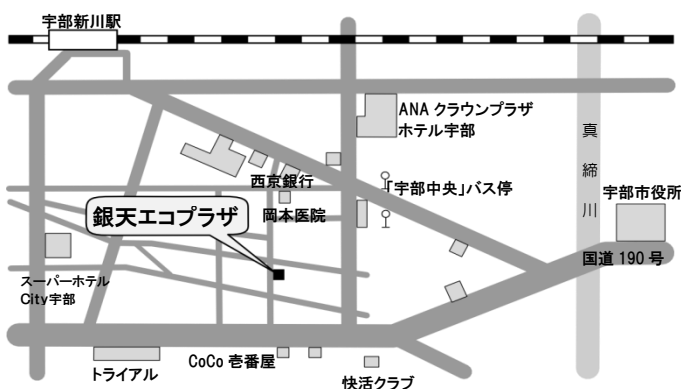 宇部新川駅
ANA クラウンプラザ
ホテル宇部
真締川
西京銀行
「宇部中央」バス停
宇部市役所
岡本医院
銀天エコプラザ
国道 190 号
スーパーホテル
City宇部
トライアル
CoCo 壱番屋
快活クラブ